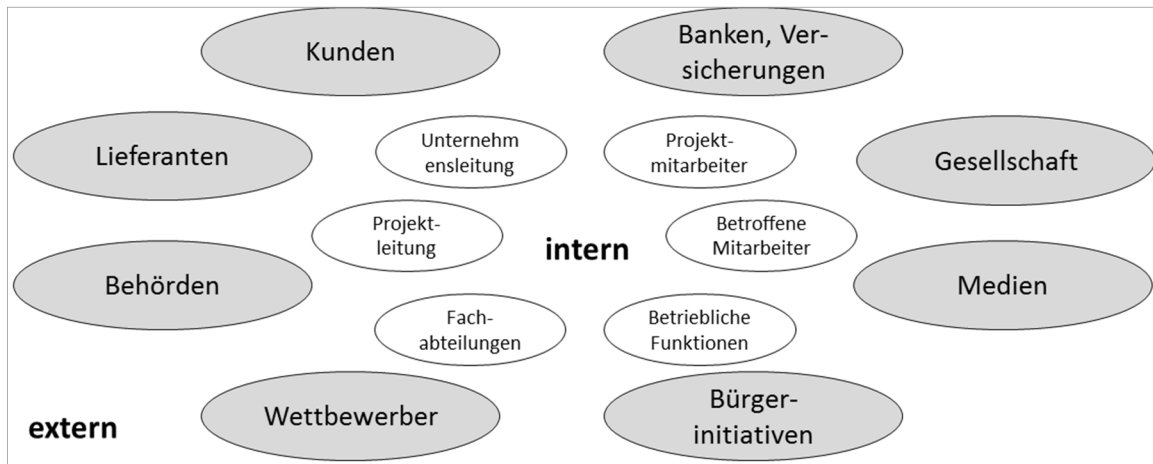 Kunden
Banken, Ver-
sicherungen
Lieferanten
Unternehm
ensleitung
Projekt-
mitarbeiter
Gesellschaft
Projekt-
leitung
intern
Betroffene
Mitarbeiter
Behörden
Medien
Fach-
abteilungen
Betriebliche
Funktionen
Wettbewerber
Bürger-
initiativen
extern